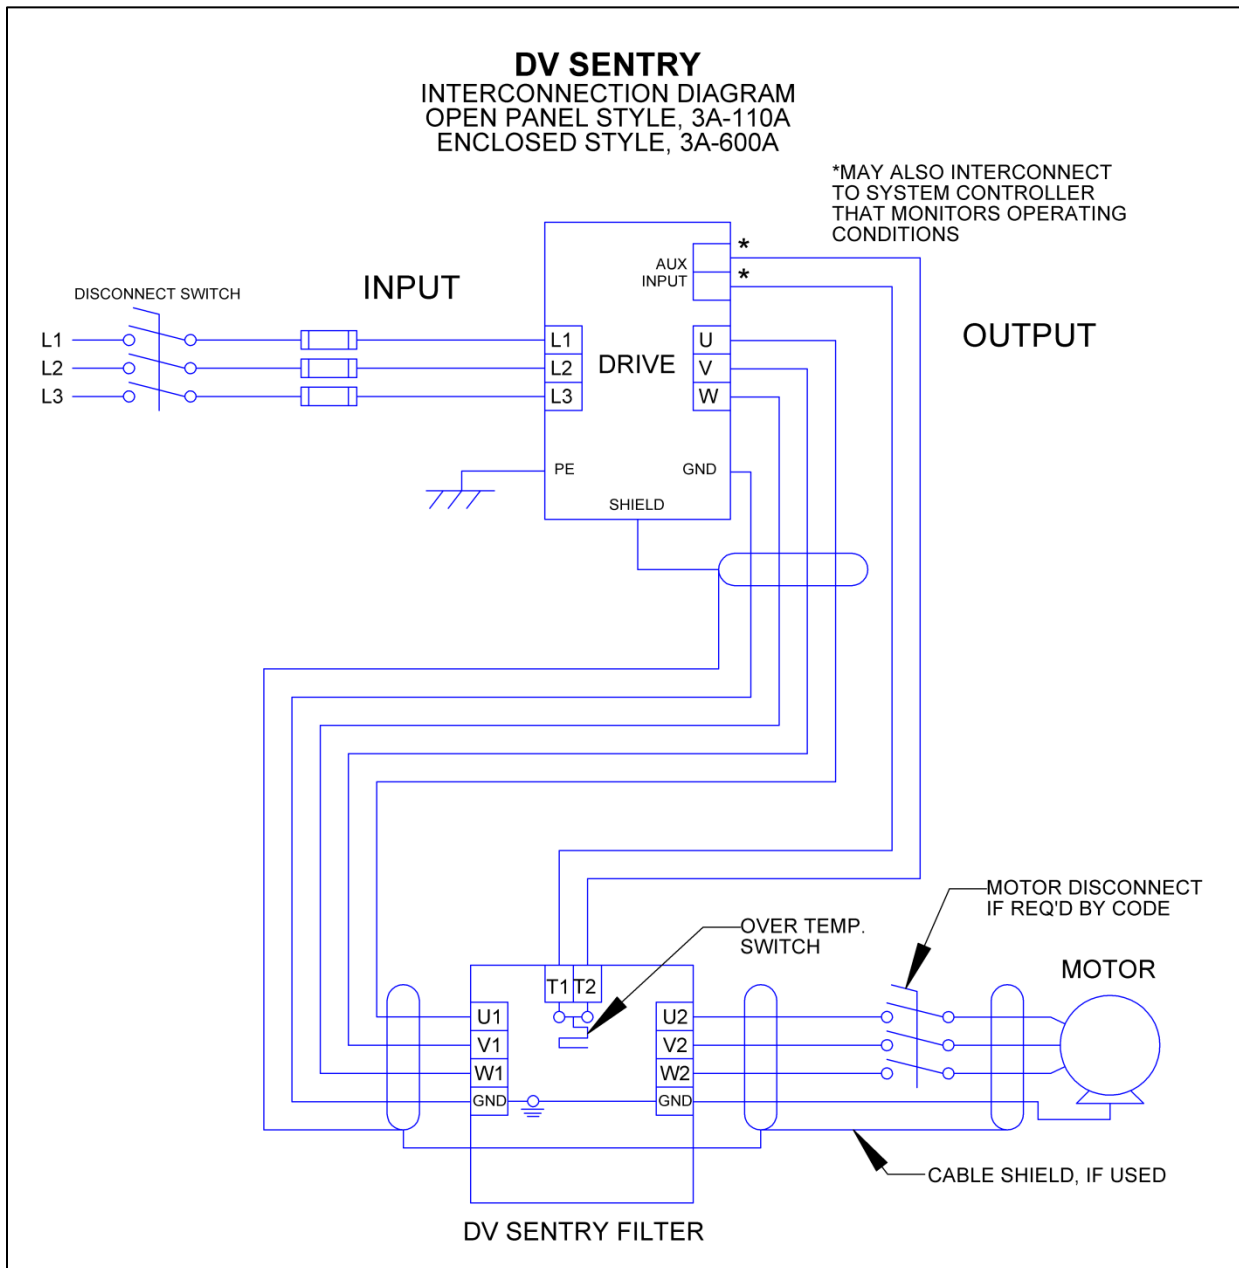 DV SENTRY
INTERCONNECTION DIAGRAM
OPEN PANEL STYLE, 3A-110A
ENCLOSED STYLE, 3A-600A
*MAY ALSO INTERCONNECT
TO SYSTEM CONTROLLER
THAT MONITORS OPERATING
CONDITIONS
*
*
AUX
INPUT
INPUT
DISCONNECT SWITCH
OUTPUT
L1
L2
L3
L1
L2
L3
DRIVE
U
V
W
PE
GND
SHIELD
MOTOR DISCONNECT
IF REQ'D BY CODE
OVER TEMP.
SWITCH
MOTOR
T1 T2
U1
V1
W1
GND
U2
V2
W2
GND
CABLE SHIELD, IF USED
DV SENTRY FILTER